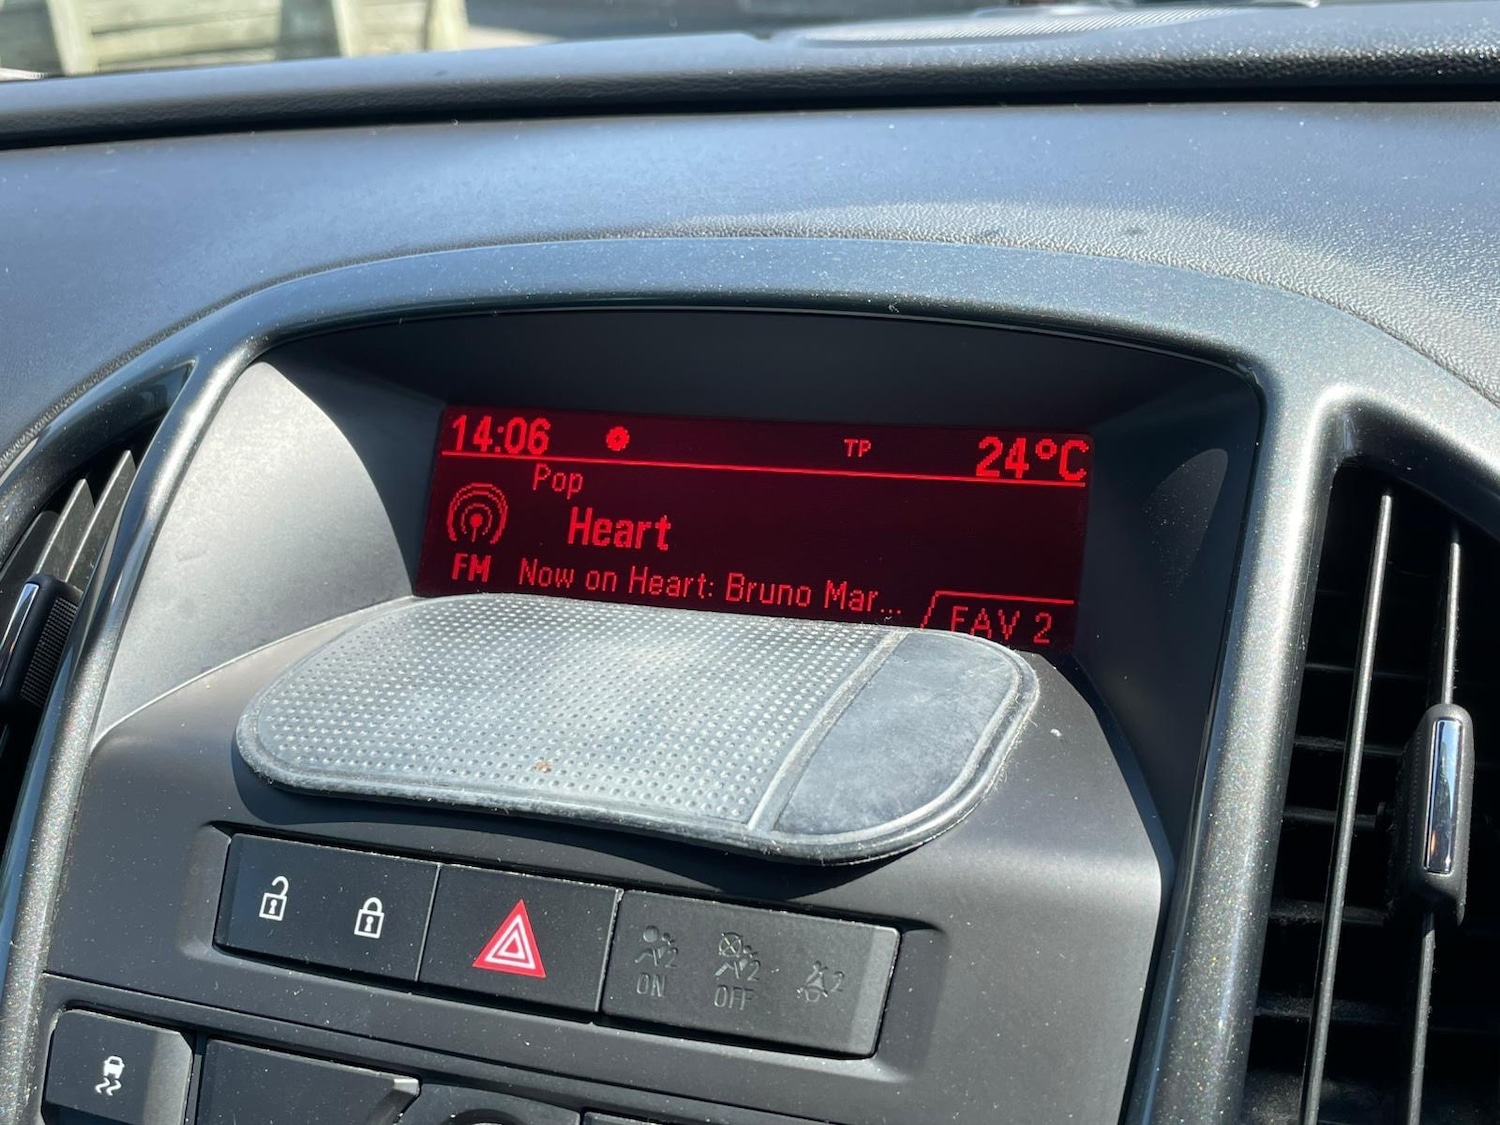 14:06 TP 24°C
Pop
Heart
FM Now on Heart: Bruno Mar...
FAV 2
ON OFF